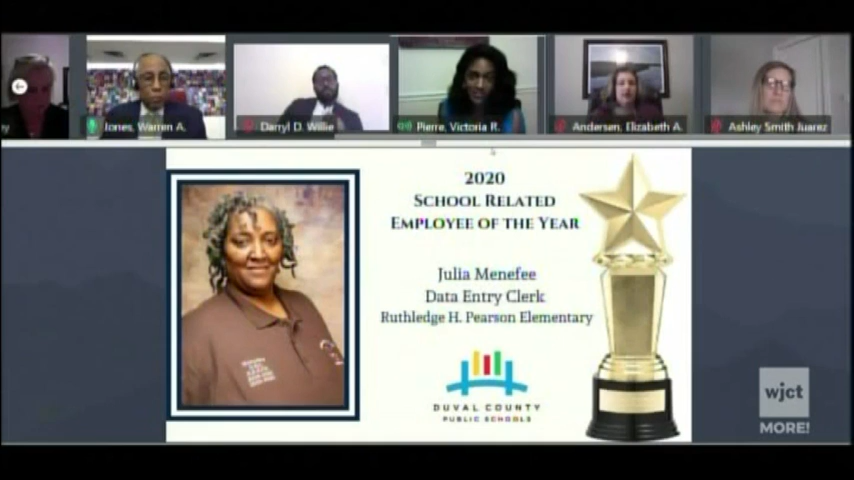 Jones, Warren A.
Darryl D. Willie
Pierre, Victoria R.
Andersen, Elizabeth A.
Ashley Smith Juarez
2020
SCHOOL RELATED
EMPLOYEE OF THE YEAR
Julia Menefee
Data Entry Clerk
Ruthledge H. Pearson Elementary
DUVAL COUNTY
PUBLIC SCHOOLS
wjct
MORE!